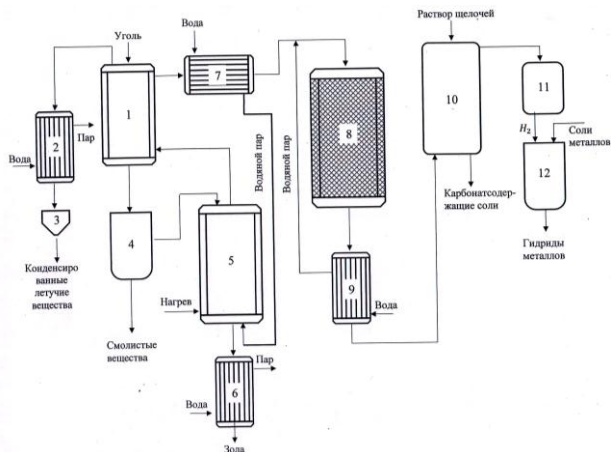 Раствор щелочей
Вода
Уголь
7
11
1
10
8
2
Пар
Вода
H₂
Соли
металлов
12
Водяной пар
Водяной пар
3
4
5
Карбонатсодер-
жащие соли
Гидриды
металлов
Конденсиро
ванные
летучие
вещества
9
Вода
Нагрев
Смолистые
вещества
Пар
6
Вода
Зола